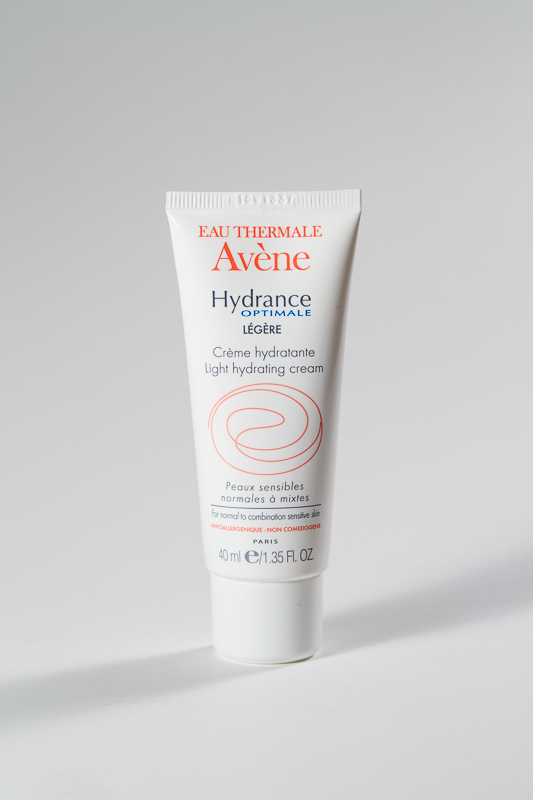 EAU THERMALE
Avène
Hydrance
OPTIMALE
LÉGÈRE
Crème hydratante
Light hydrating cream
Peaux sensibles
normales à mixtes
For normal to combination sensitive skin
HYPOALLERGENIQUE - NON COMEDOGENE
PARIS
40 ml e/1.35 FL. OZ.